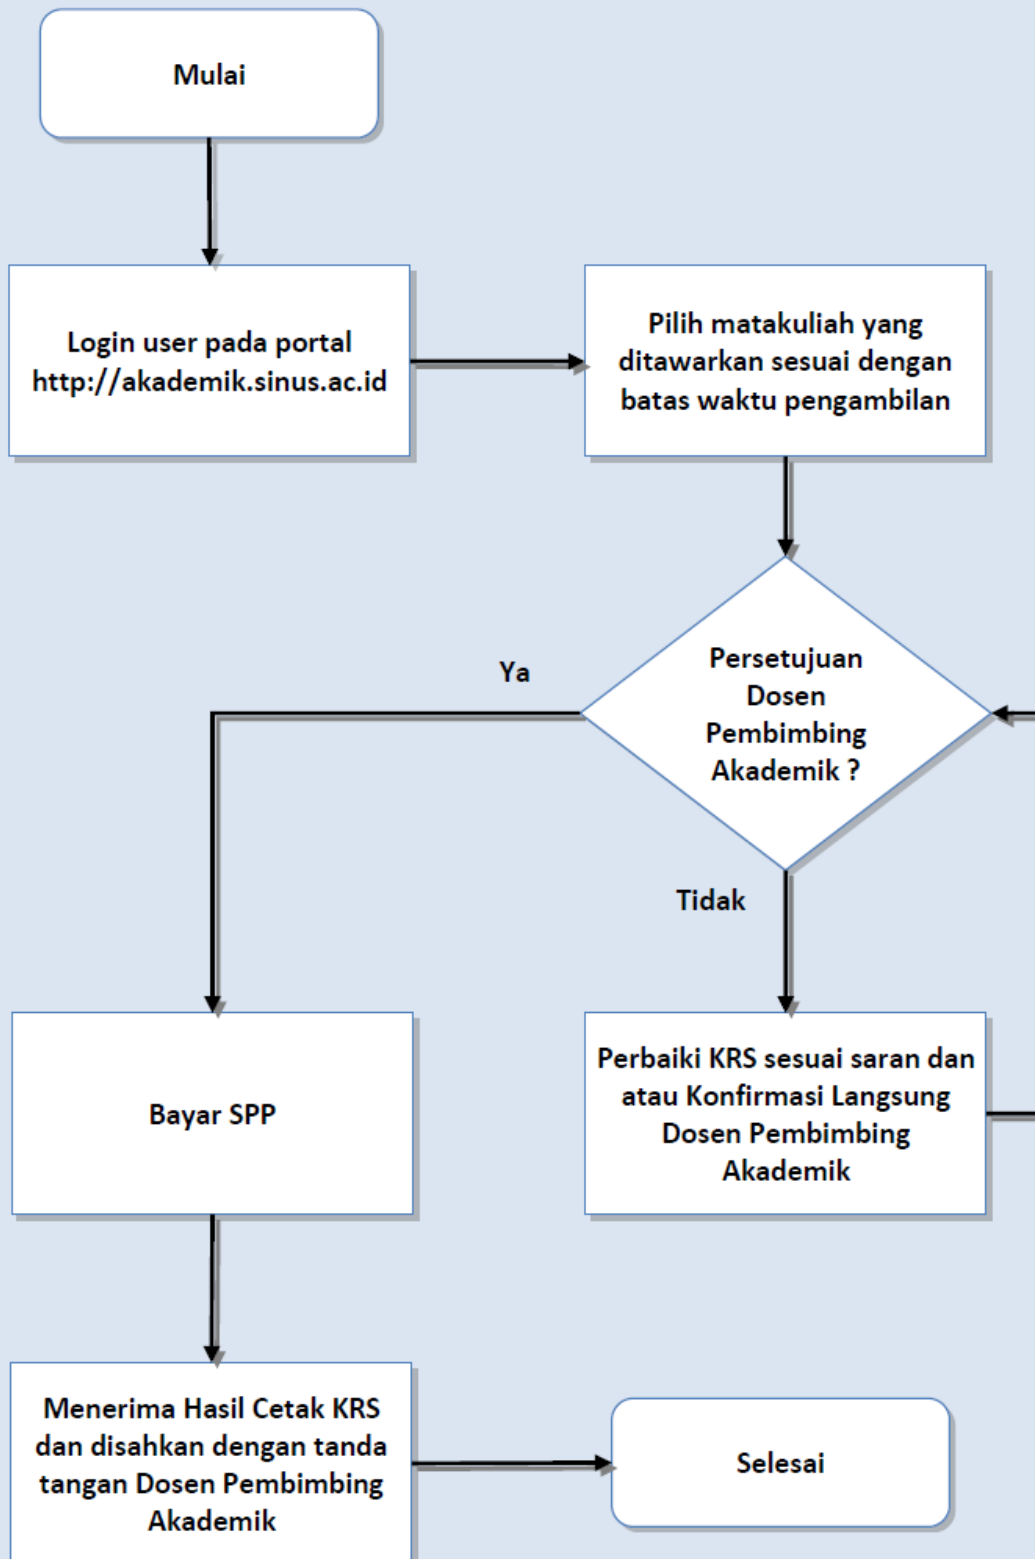 Mulai
Login user pada portal
http://akademik.sinus.ac.id
Pilih matakuliah yang
ditawarkan sesuai dengan
batas waktu pengambilan
Persetujuan
Dosen
Pembimbing
Akademik ?
Ya
Tidak
Bayar SPP
Perbaiki KRS sesuai saran dan
atau Konfirmasi Langsung
Dosen Pembimbing
Akademik
Menerima Hasil Cetak KRS
dan disahkan dengan tanda
tangan Dosen Pembimbing
Akademik
Selesai